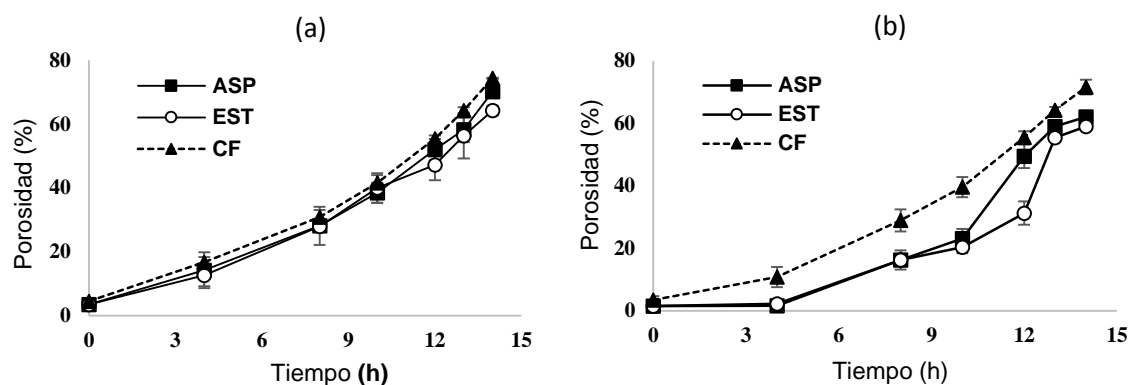 (a)
80
60
40
20
0
Porosidad (%)
ASP
EST
CF
0 3 6 9 12 15
Tiempo (h)
(b)
80
60
40
20
0
Porosidad (%)
ASP
EST
CF
0 3 6 9 12 15
Tiempo (h)